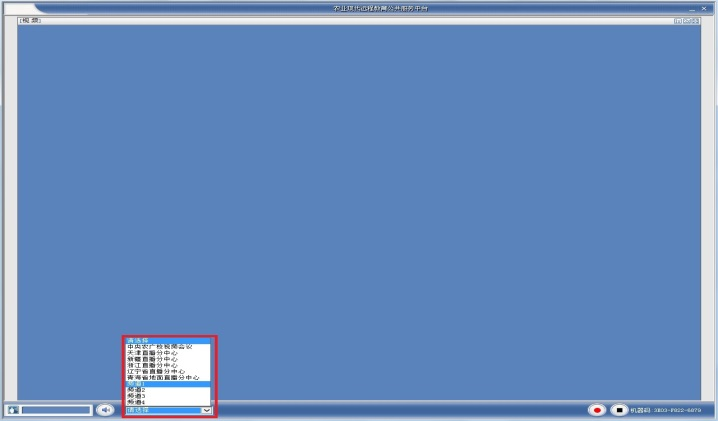 农业现代远程教育公共服务平台
[视频]
请选择
中央农广校视频会议
天津直播分中心
新疆直播分中心
浙江直播分中心
辽宁省直播分中心
青海省地面直播分中心
频道1
频道2
频道3
频道4
请选择
机器码